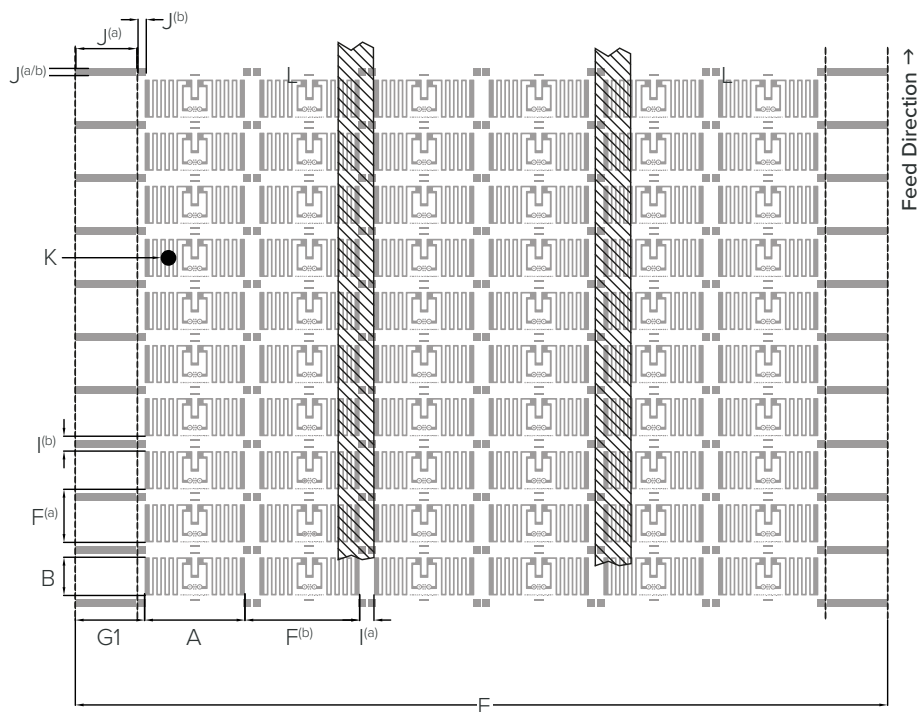 J(b)
J(a)
J(a/b)
L
L
Feed Direction →
K
I(b)
F(a)
B
G1
A
F(b)
I(a)